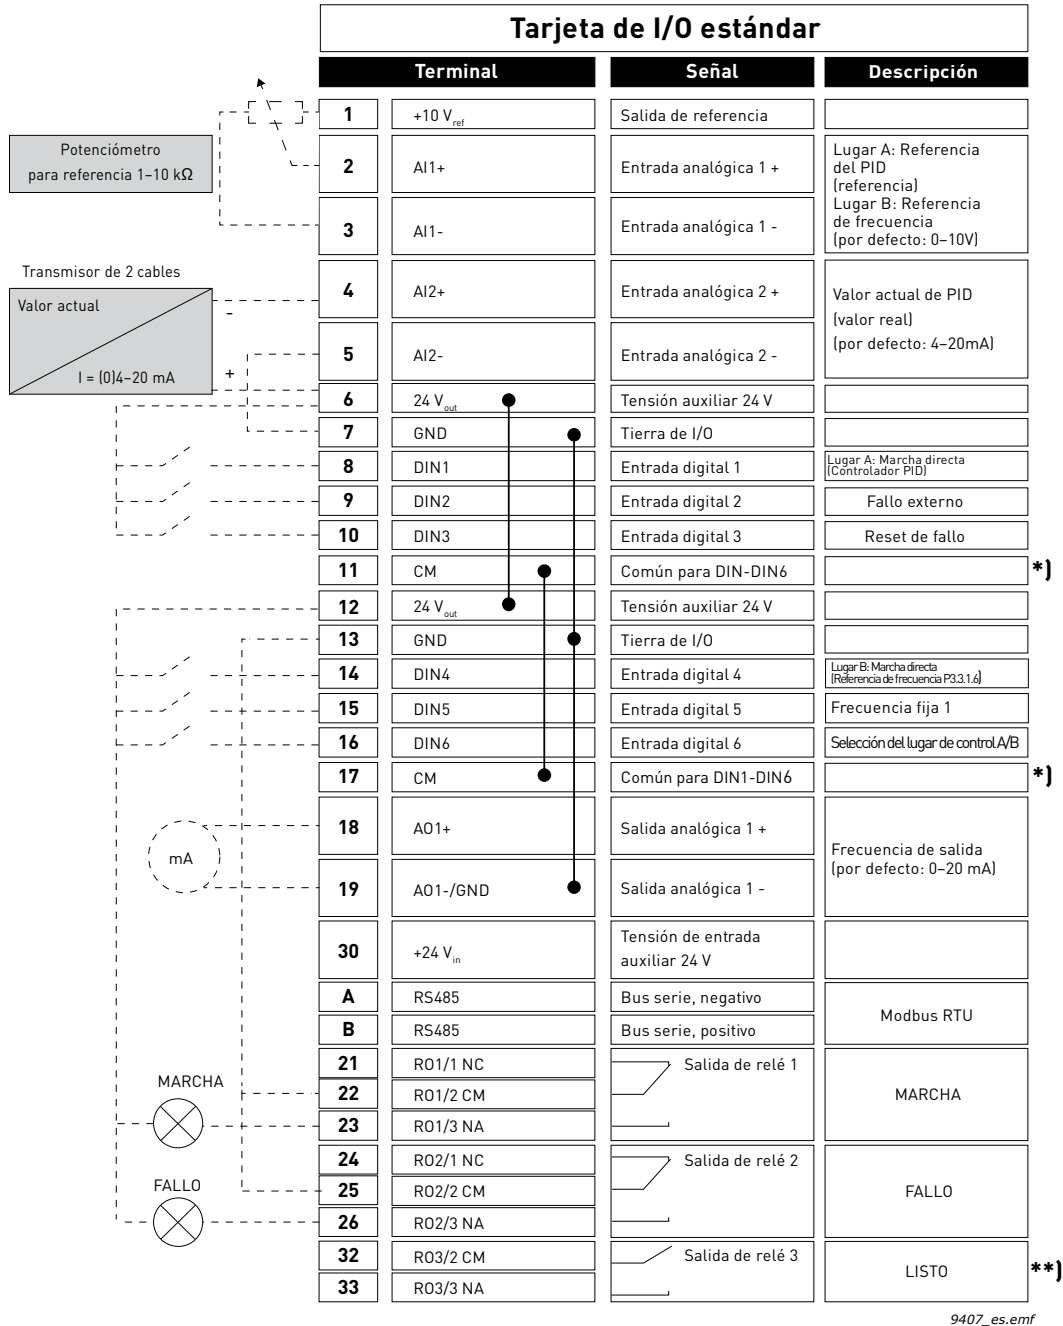 Tarjeta de I/O estándar
Terminal Señal Descripción
1 +10 Vref Salida de referencia
Potenciómetro
para referencia 1–10 kΩ
2 AI1+ Entrada analógica 1 +
3 AI1- Entrada analógica 1 -
Lugar A: Referencia
del PID
(referencia)
Lugar B: Referencia
de frecuencia
(por defecto: 0–10V)
Transmisor de 2 cables
Valor actual
I = (0)4–20 mA
-
+
4 AI2+ Entrada analógica 2 +
5 AI2- Entrada analógica 2 -
Valor actual de PID
(valor real)
(por defecto: 4–20mA)
6 24 Vout Tensión auxiliar 24 V
7 GND Tierra de I/O
8 DIN1 Entrada digital 1
Lugar A: Marcha directa
(Controlador PID)
9 DIN2 Entrada digital 2 Fallo externo
10 DIN3 Entrada digital 3 Reset de fallo
11 CM Común para DIN-DIN6 *)
12 24 Vout Tensión auxiliar 24 V
13 GND Tierra de I/O
14 DIN4 Entrada digital 4
Lugar B: Marcha directa
(Referencia de frecuencia P3.3.1.6)
15 DIN5 Entrada digital 5 Frecuencia fija 1
16 DIN6 Entrada digital 6 Selección del lugar de control A/B
17 CM Común para DIN1-DIN6 *)
mA
18 AO1+ Salida analógica 1 +
19 AO1-/GND Salida analógica 1 -
Frecuencia de salida
(por defecto: 0–20 mA)
30 +24 Vin
Tensión de entrada
auxiliar 24 V
A RS485 Bus serie, negativo
B RS485 Bus serie, positivo
Modbus RTU
21 RO1/1 NC Salida de relé 1
MARCHA
22 RO1/2 CM MARCHA
23 RO1/3 NA
24 RO2/1 NC Salida de relé 2
FALLO
25 RO2/2 CM FALLO
26 RO2/3 NA
32 RO3/2 CM Salida de relé 3
33 RO3/3 NA
LISTO **)
9407_es.emf